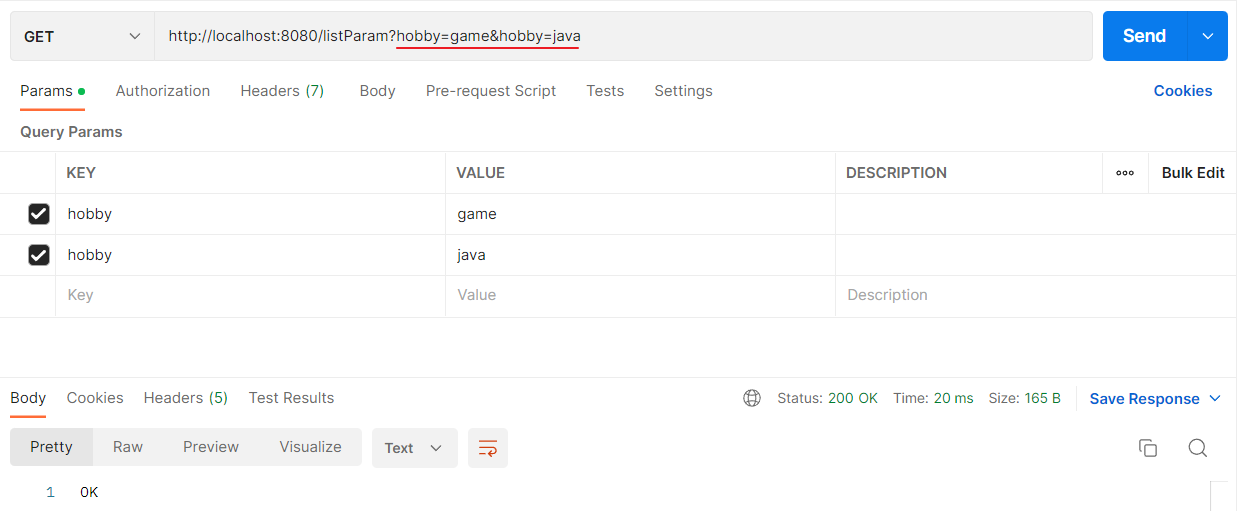 GET http://localhost:8080/listParam?hobby=game&hobby=java Send
Params Authorization Headers (7) Body Pre-request Script Tests Settings Cookies
Query Params
KEY VALUE DESCRIPTION Bulk Edit
hobby game
hobby java
Key Value Description
Body Cookies Headers (5) Test Results Status: 200 OK Time: 20 ms Size: 165 B Save Response
Pretty Raw Preview Visualize Text
1 OK